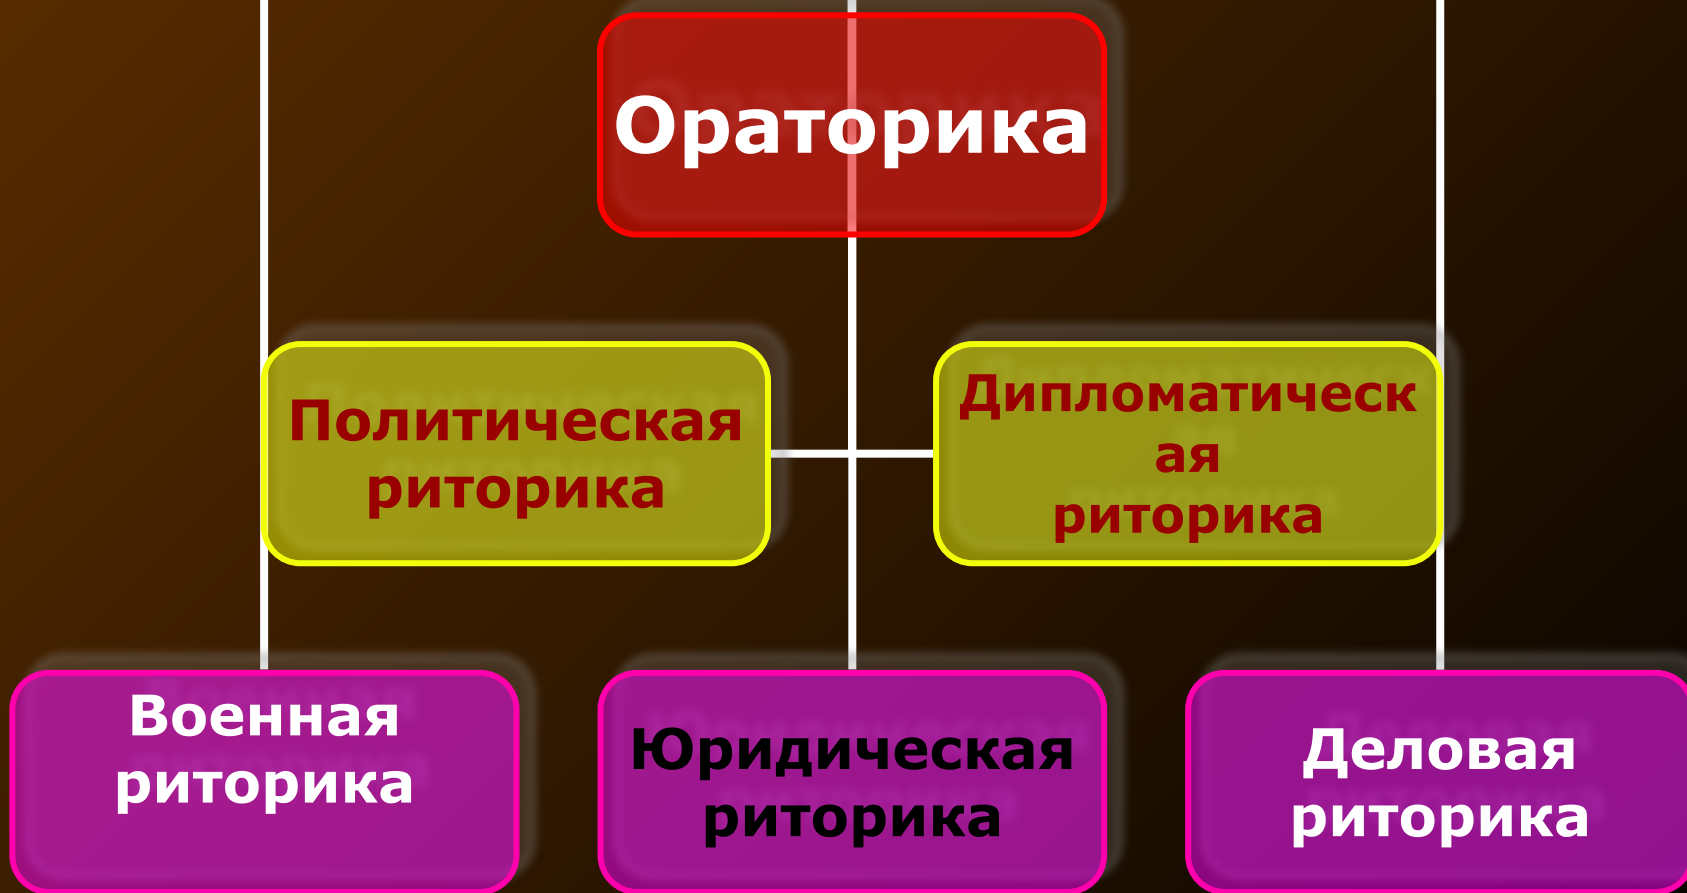 Ораторика
Политическая
риторика
Дипломатическ
ая
риторика
Военная
риторика
Юридическая
риторика
Деловая
риторика